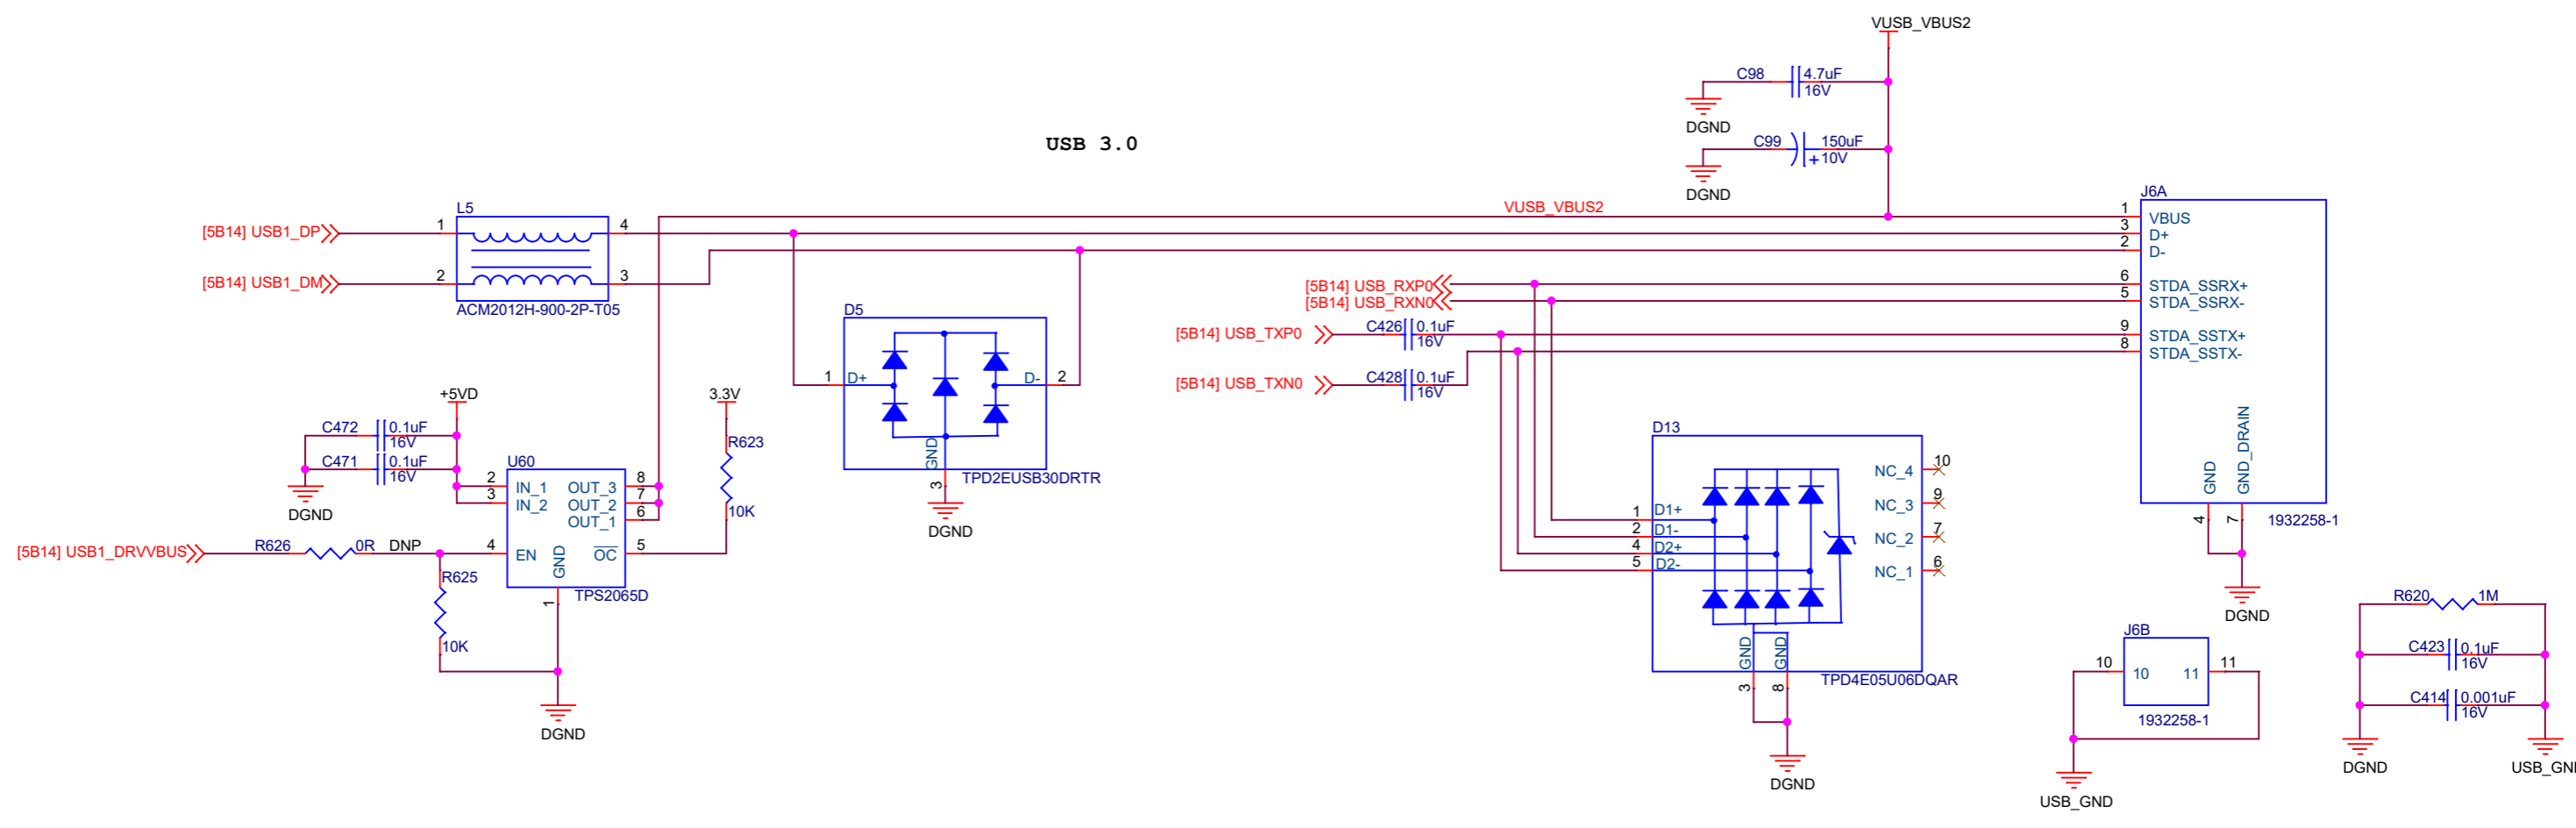 VUSB_VBUS2
C98 4.7uF
16V
DGND
USB 3.0
C99 150uF
+ 10V
DGND
J6A
L5
VUSB_VBUS2
1 VBUS
[5B14] USB1_DP 1 4
3 D+
2 D-
[5B14] USB1_DM 2 3
[5B14] USB_RXP0 6 STDA_SSRX+
[5B14] USB_RXN0 5 STDA_SSRX-
ACM2012H-900-2P-T05
D5
[5B14] USB_TXP0 C426 0.1uF 9 STDA_SSTX+
16V
8 STDA_SSTX-
1 D+ D- 2
[5B14] USB_TXN0 C428 0.1uF
16V
+5VD 3.3V
GND GND_DRAIN
C472 0.1uF
16V
R623
D13
C471 0.1uF
16V
U60
GND
TPD2EUSB30DRTR
NC_4 10
2 IN_1 OUT_3 8
3 IN_2 OUT_2 7
OUT_1 6
3
DGND
10K
DGND
NC_3 9
1 D1+
2 D1-
4 D2+
5 D2-
NC_2 7
NC_1 6
4 7
1932258-1
[5B14] USB1_DRVVBUS R626 0R DNP 4 EN GND OC 5
R625
TPS2065D
1
10K
DGND
GND GND
TPD4E05U06DQAR
3 8
DGND
DGND
R620 1M
J6B
C423 0.1uF
16V
10 10 11 11
C414 0.001uF
16V
1932258-1
DGND
USB_GND